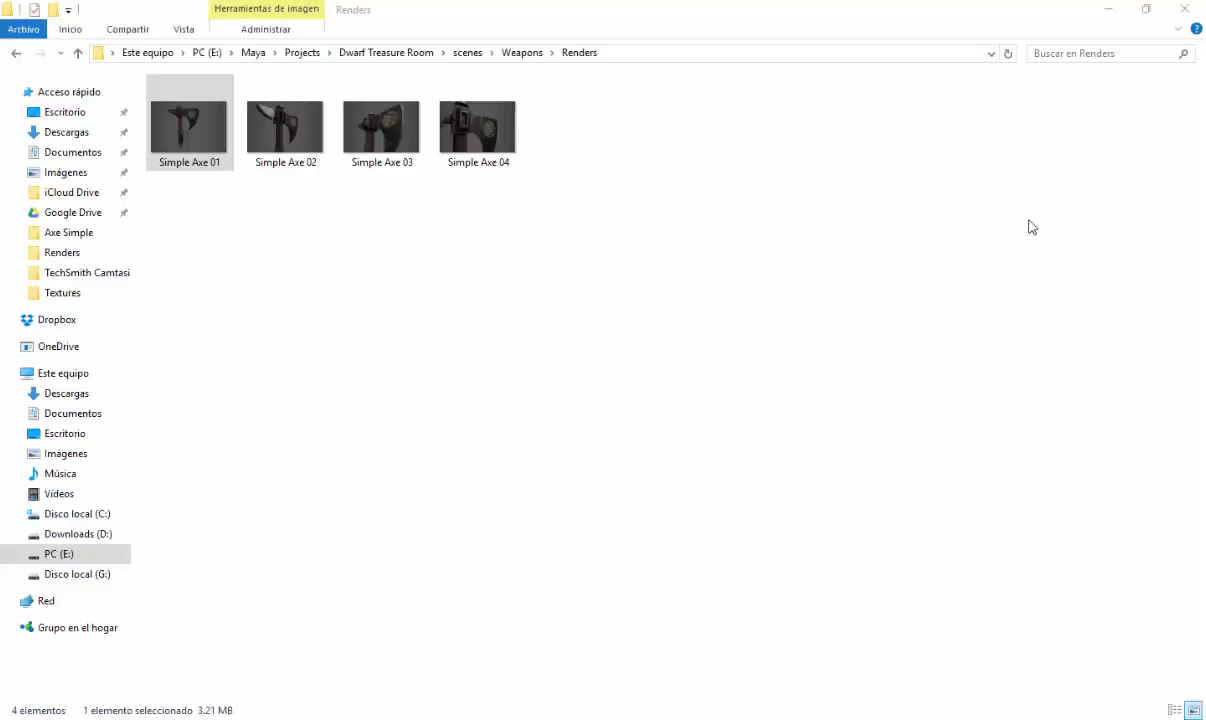 Herramientas de imagen
Renders
Archivo
Inicio
Compartir
Vista
Administrar
Este equipo > PC (E:) > Maya > Projects > Dwarf Treasure Room > scenes > Weapons > Renders
Buscar en Renders
Acceso rápido
Escritorio
Descargas
Documentos
Imágenes
iCloud Drive
Google Drive
Axe Simple
Renders
TechSmith Camtasi
Textures
Dropbox
OneDrive
Este equipo
Descargas
Documentos
Escritorio
Imágenes
Música
Vídeos
Disco local (C:)
Downloads (D:)
PC (E:)
Disco local (G:)
Red
Grupo en el hogar
Simple Axe 01
Simple Axe 02
Simple Axe 03
Simple Axe 04
4 elementos
1 elemento seleccionado 3.21 MB